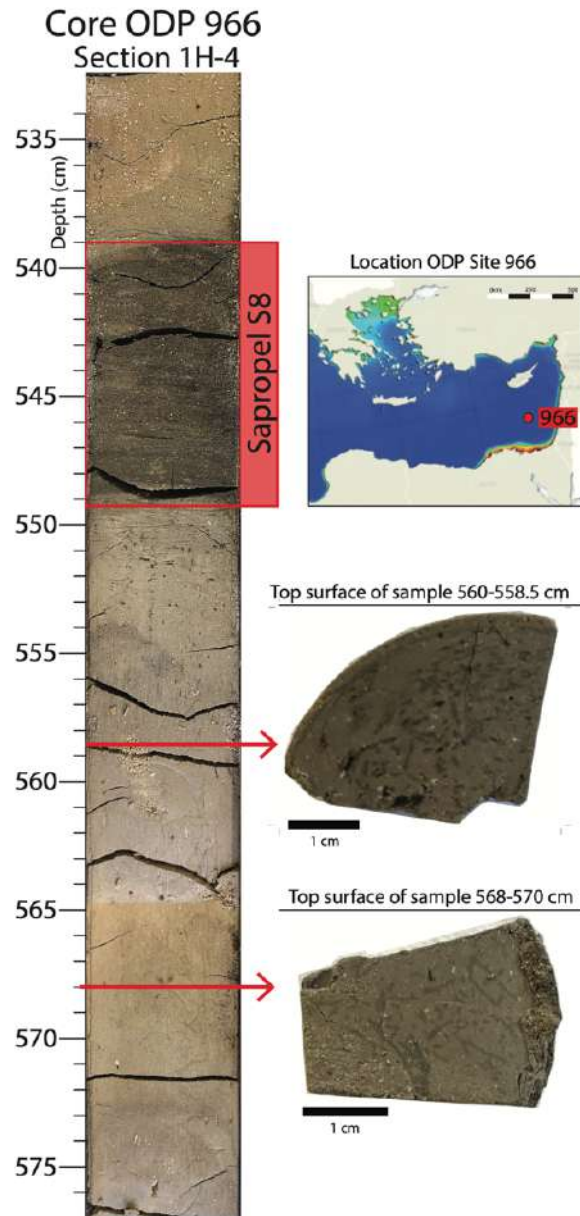 Core ODP 966
Section 1H-4
Depth (cm)
535
540
545
550
555
560
565
570
575
Sapropel S8
Location ODP Site 966
966
Top surface of sample 560-558.5 cm
1 cm
Top surface of sample 568-570 cm
1 cm